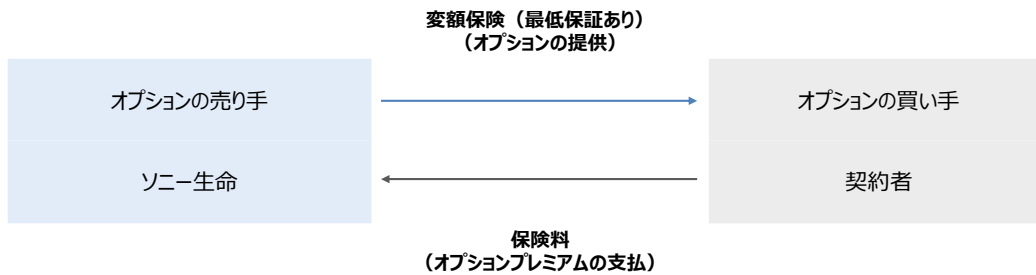 変額保険（最低保証あり）
（オプションの提供）
オプションの売り手
オプションの買い手
ソニー生命
契約者
保険料
（オプションプレミアムの支払）